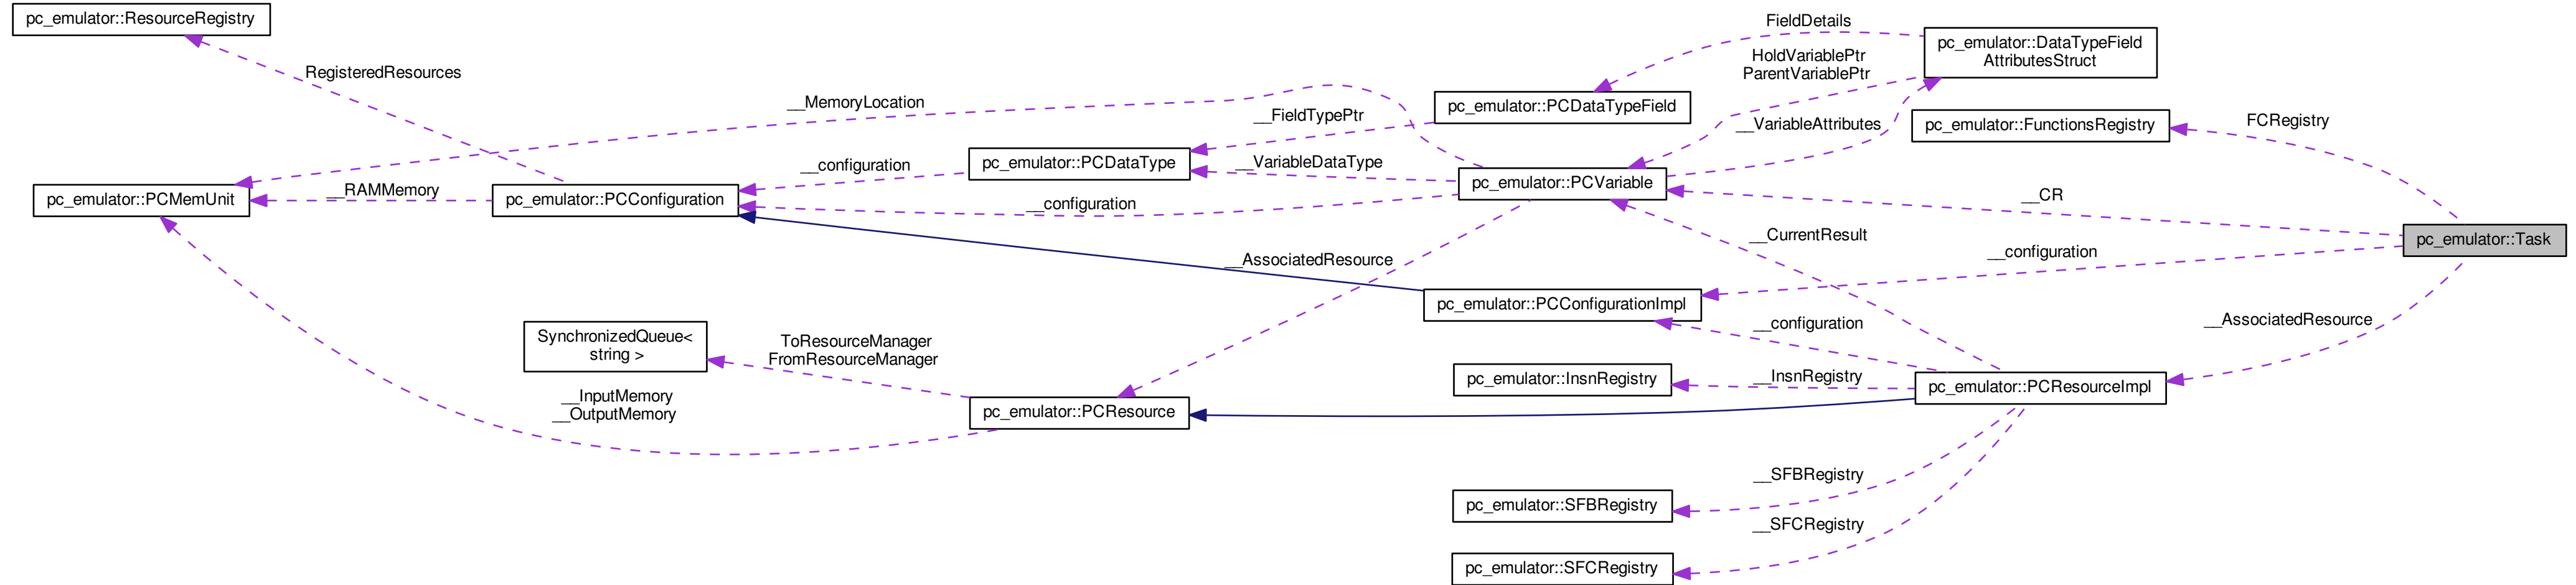 pc_emulator::ResourceRegistry
FieldDetails
pc_emulator::DataTypeField
AttributesStruct
HoldVariablePtr
ParentVariablePtr
RegisteredResources
__MemoryLocation
pc_emulator::PCDataTypeField
__FieldTypePtr
__VariableAttributes
pc_emulator::FunctionsRegistry
FCRegistry
pc_emulator::PCDataType
__configuration
__VariableDataType
pc_emulator::PCVariable
pc_emulator::PCMemUnit
__RAMMemory
pc_emulator::PCConfiguration
__configuration
__CR
pc_emulator::Task
__CurrentResult
__configuration
__AssociatedResource
pc_emulator::PCConfigurationImpl
__configuration
__AssociatedResource
SynchronizedQueue<
string >
ToResourceManager
FromResourceManager
pc_emulator::InsnRegistry
__InsnRegistry
pc_emulator::PCResourceImpl
__InputMemory
__OutputMemory
pc_emulator::PCResource
__SFBRegistry
pc_emulator::SFBRegistry
__SFCRegistry
pc_emulator::SFCRegistry